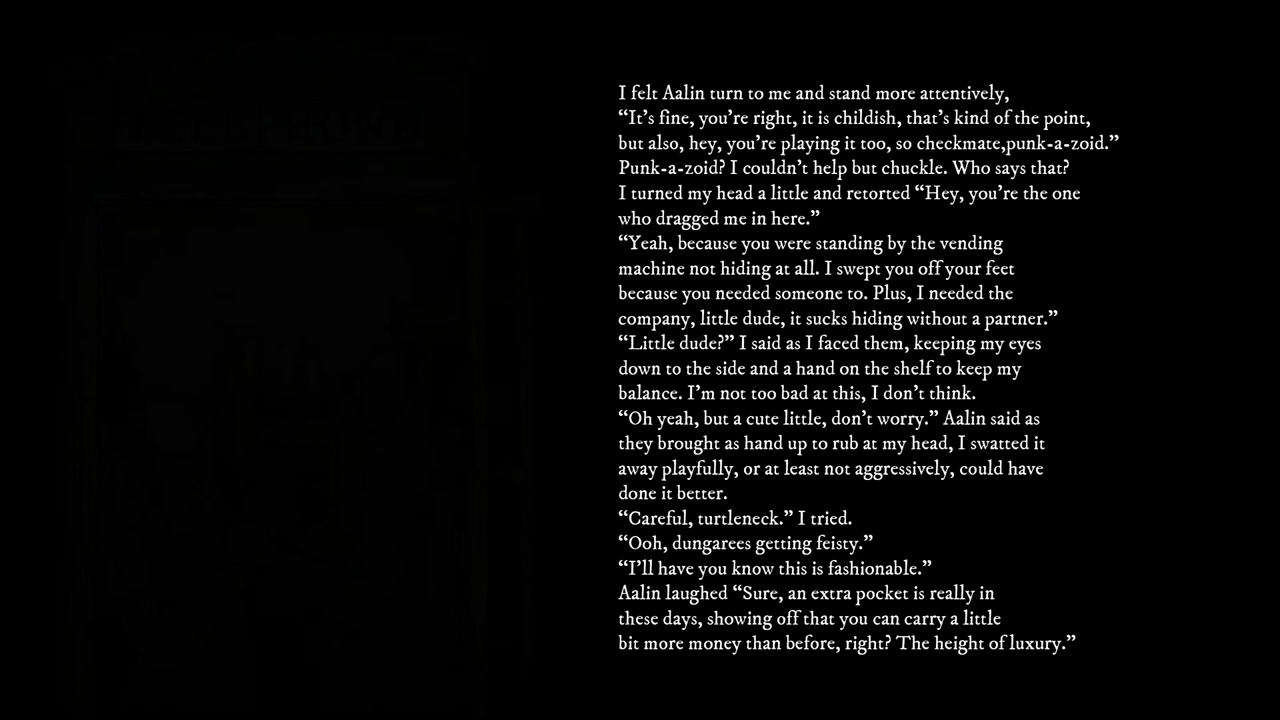 TELEPHONE
I felt Aalin turn to me and stand more attentively,
“It’s fine, you’re right, it is childish, that’s kind of the point,
but also, hey, you’re playing it too, so checkmate,punk-a-zoid.”
Punk-a-zoid? I couldn’t help but chuckle. Who says that?
I turned my head a little and retorted “Hey, you’re the one
who dragged me in here.”
“Yeah, because you were standing by the vending
machine not hiding at all. I swept you off your feet
because you needed someone to. Plus, I needed the
company, little dude, it sucks hiding without a partner.”
“Little dude?” I said as I faced them, keeping my eyes
down to the side and a hand on the shelf to keep my
balance. I’m not too bad at this, I don’t think.
“Oh yeah, but a cute little, don’t worry.” Aalin said as
they brought as hand up to rub at my head, I swatted it
away playfully, or at least not aggressively, could have
done it better.
“Careful, turtleneck.” I tried.
“Ooh, dungarees getting feisty.”
“I’ll have you know this is fashionable.”
Aalin laughed “Sure, an extra pocket is really in
these days, showing off that you can carry a little
bit more money than before, right? The height of luxury.”